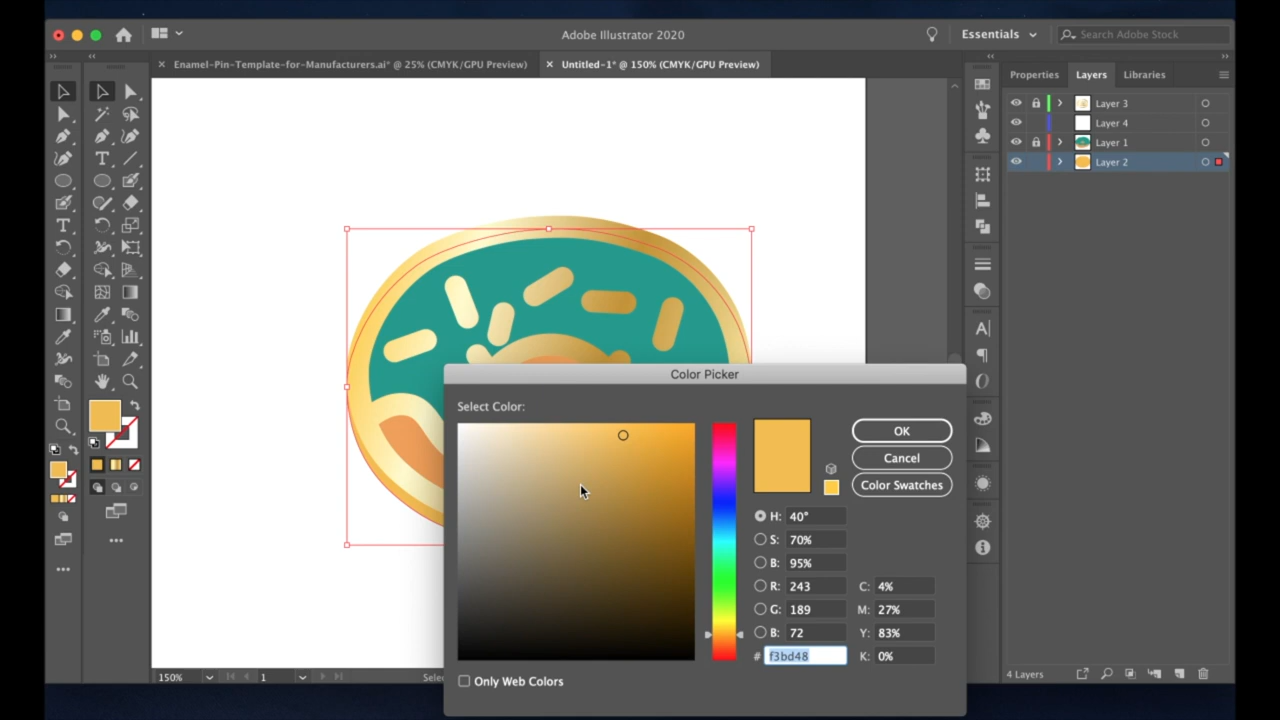 Adobe Illustrator 2020
Essentials
Search Adobe Stock
Enamel-Pin-Template-for-Manufacturers.ai* @ 25% (CMYK/GPU Preview)
Untitled-1* @ 150% (CMYK/GPU Preview)
Properties
Layers
Libraries
Layer 3
Layer 4
Layer 1
Layer 2
Color Picker
Select Color:
OK
Cancel
Color Swatches
H: 40°
S: 70%
B: 95%
R: 243
C: 4%
G: 189
M: 27%
B: 72
Y: 83%
# f3bd48
K: 0%
Only Web Colors
150%
1
Selec
4 Layers